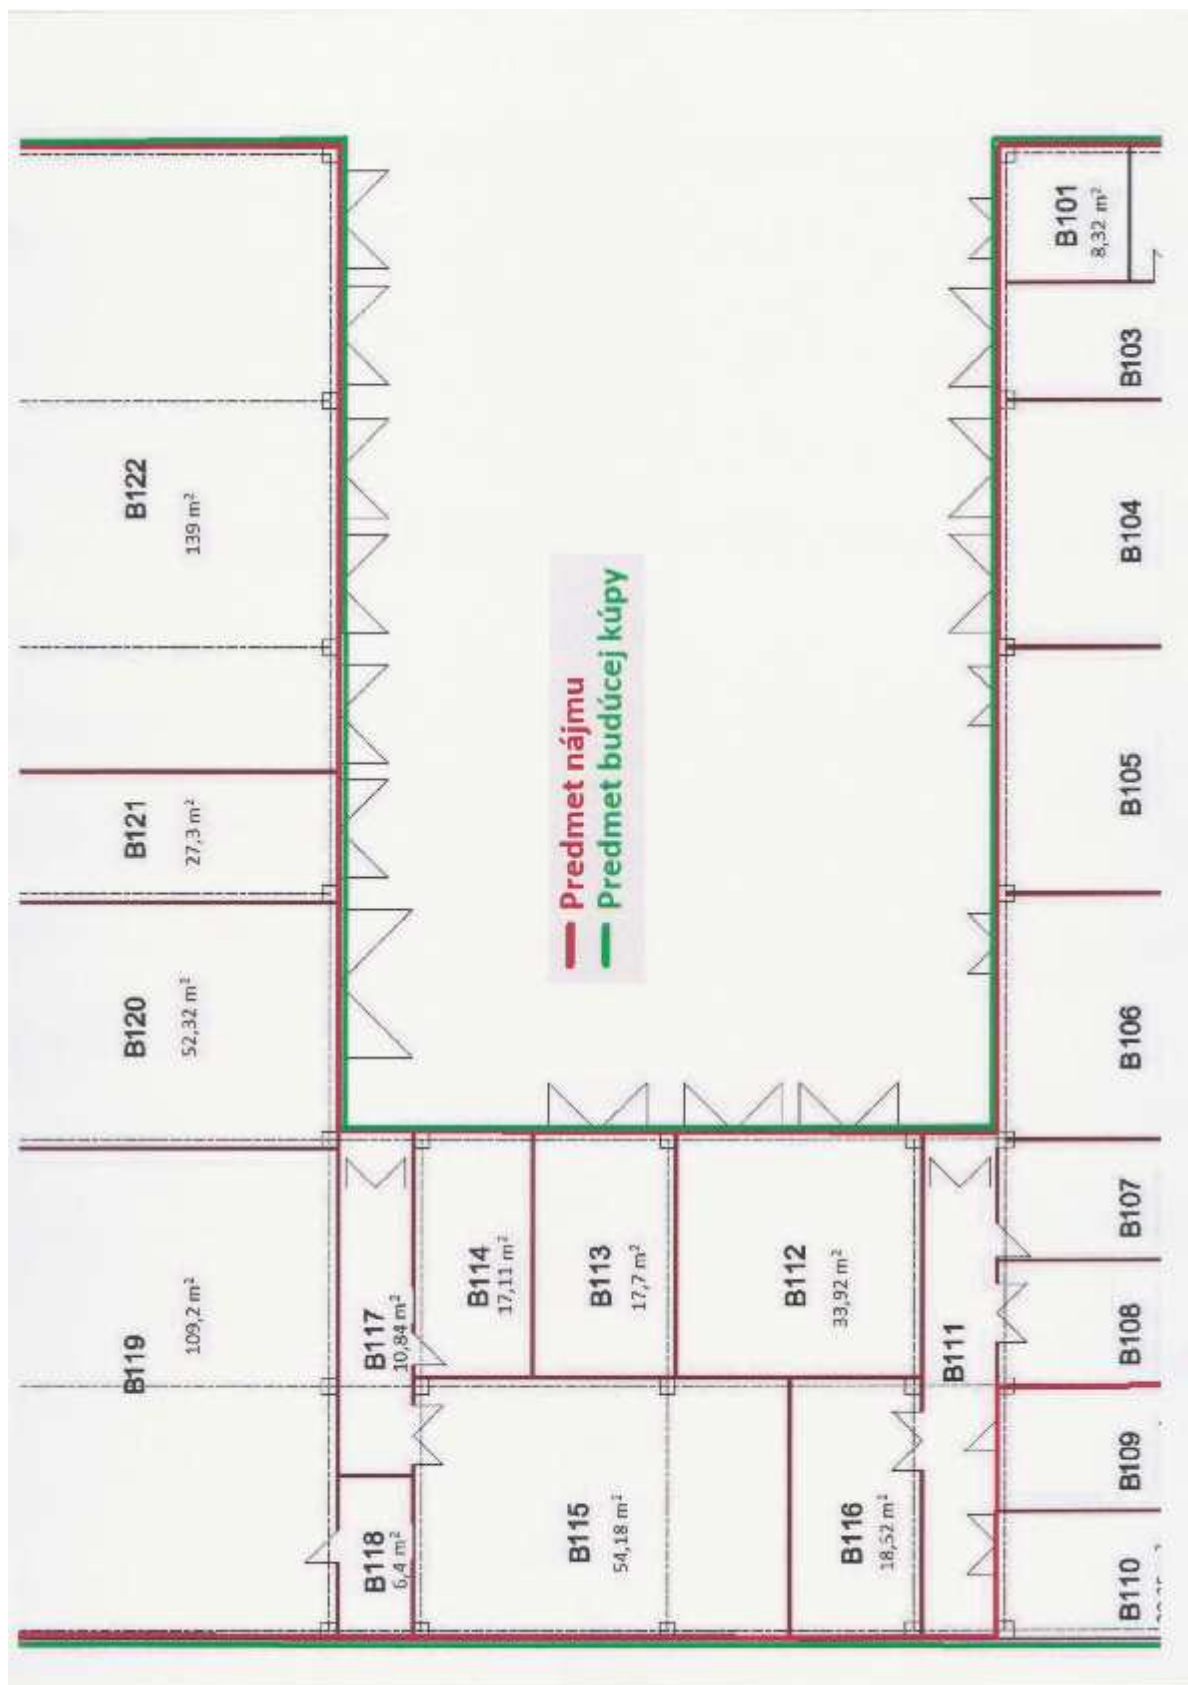 B122
139 m²
B121
27,3 m²
B120
52,32 m²
B119
109,2 m²
B118
6,4 m²
B117
10,84 m²
B114
17,11 m²
B113
17,7 m²
B112
33,92 m²
B115
54,18 m²
B116
18,52 m²
B111
Predmet nájmu
Predmet budúcej kúpy
B101
8,32 m²
B103
B104
B105
B106
B107
B108
B109
B110